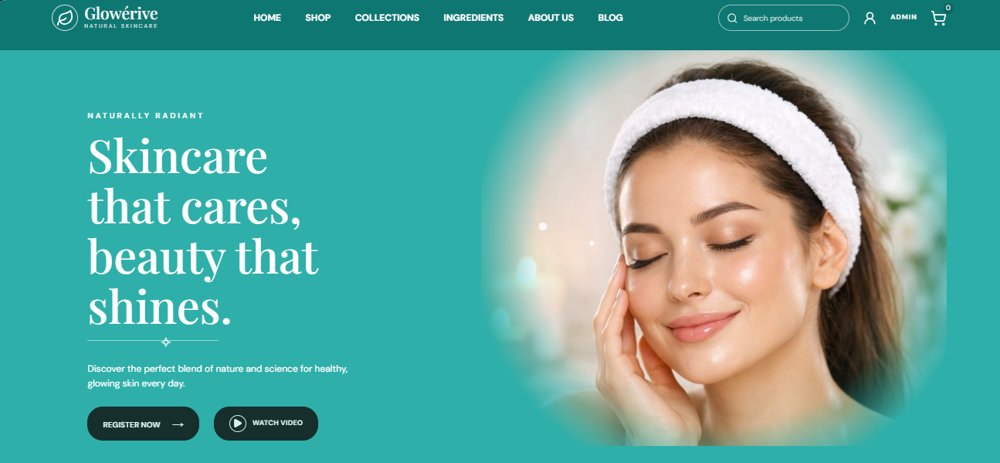 Glowérive
NATURAL SKINCARE
HOME
SHOP
COLLECTIONS
INGREDIENTS
ABOUT US
BLOG
Search products
ADMIN
0
NATURALLY RADIANT
Skincare
that cares,
beauty that
shines.
Discover the perfect blend of nature and science for healthy,
glowing skin every day.
REGISTER NOW →
WATCH VIDEO